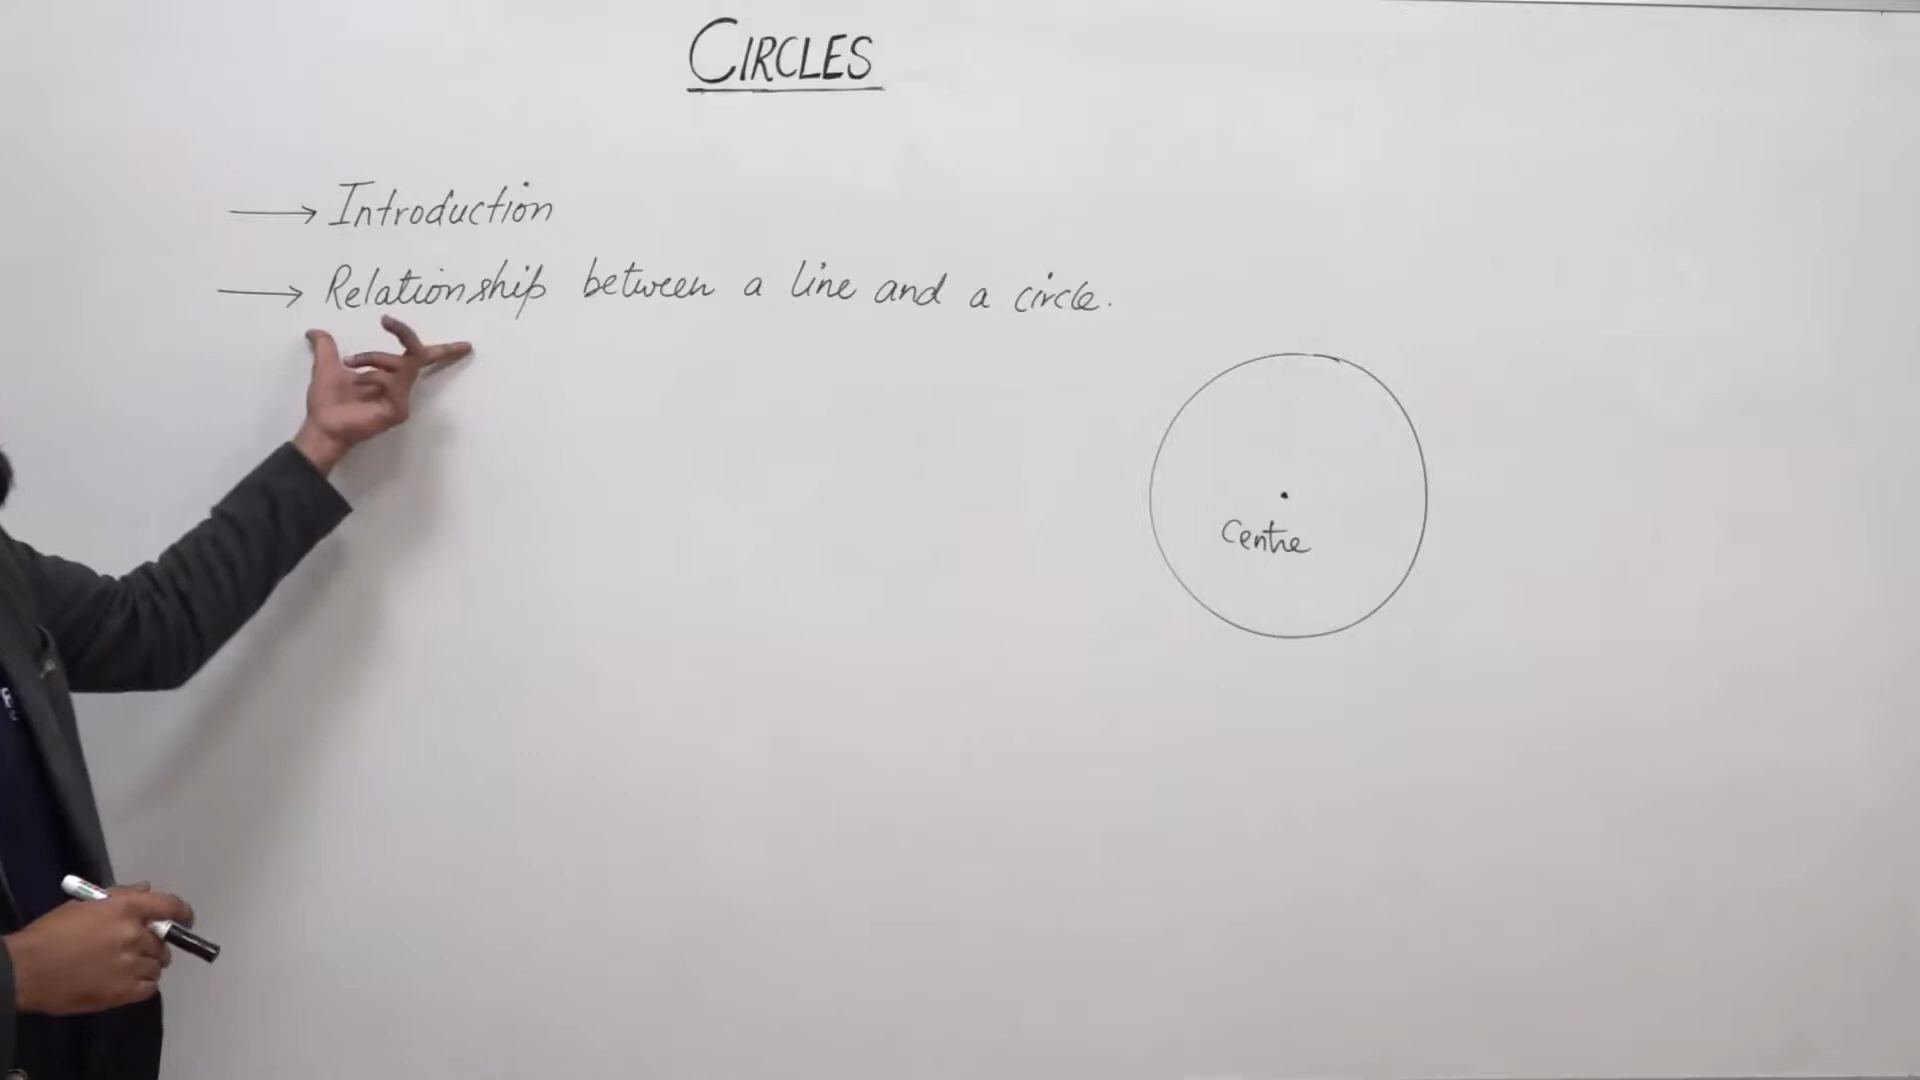 CIRCLES
→ Introduction
→ Relationship between a line and a circle.
Centre